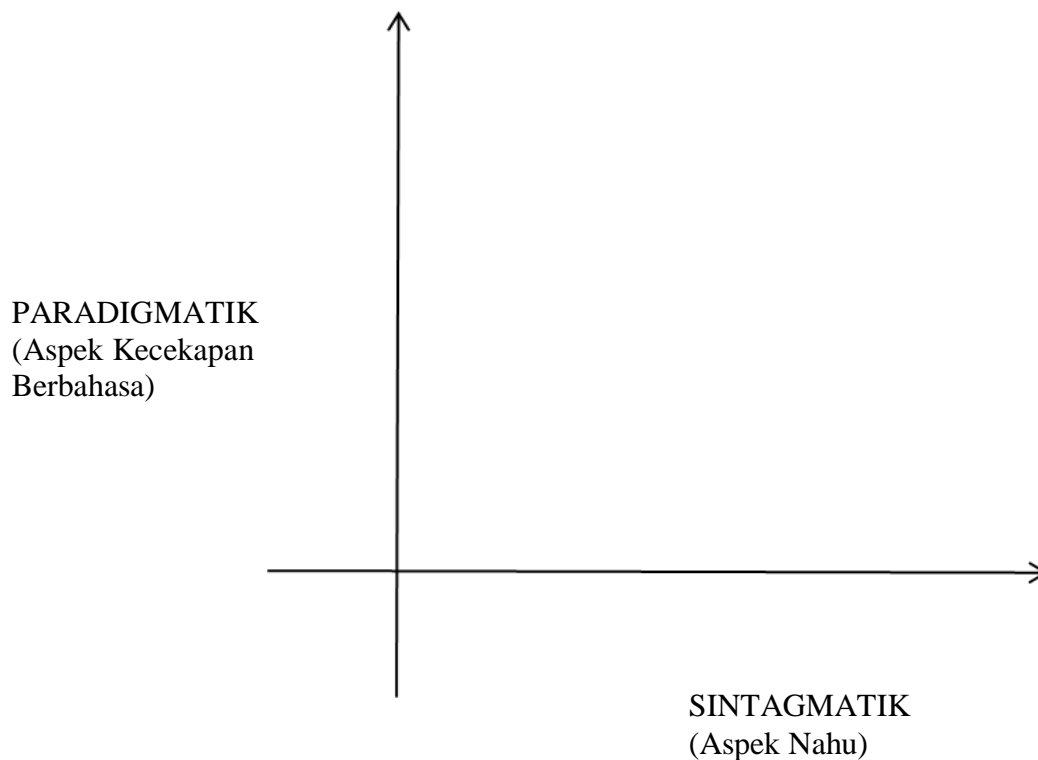 PARADIGMATIK
(Aspek Kecekapan
Berbahasa)
SINTAGMATIK
(Aspek Nahu)